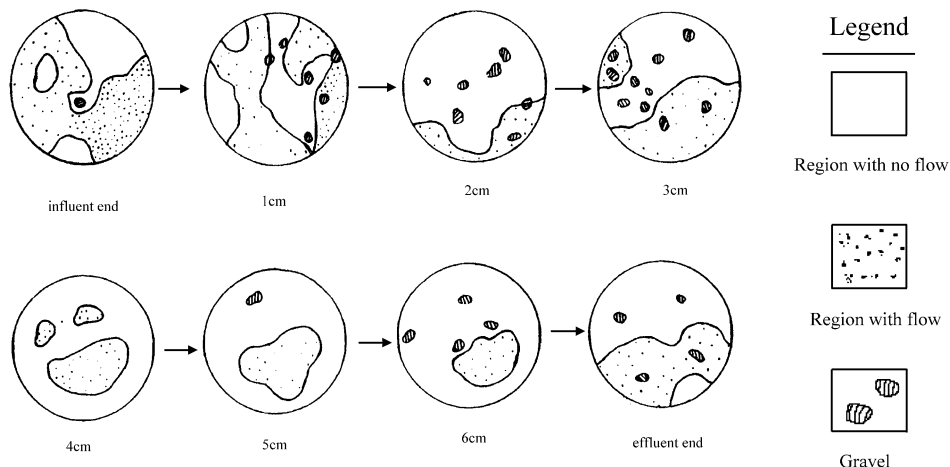 Legend
Region with no flow
Region with flow
Gravel
influent end
1cm
2cm
3cm
4cm
5cm
6cm
effluent end